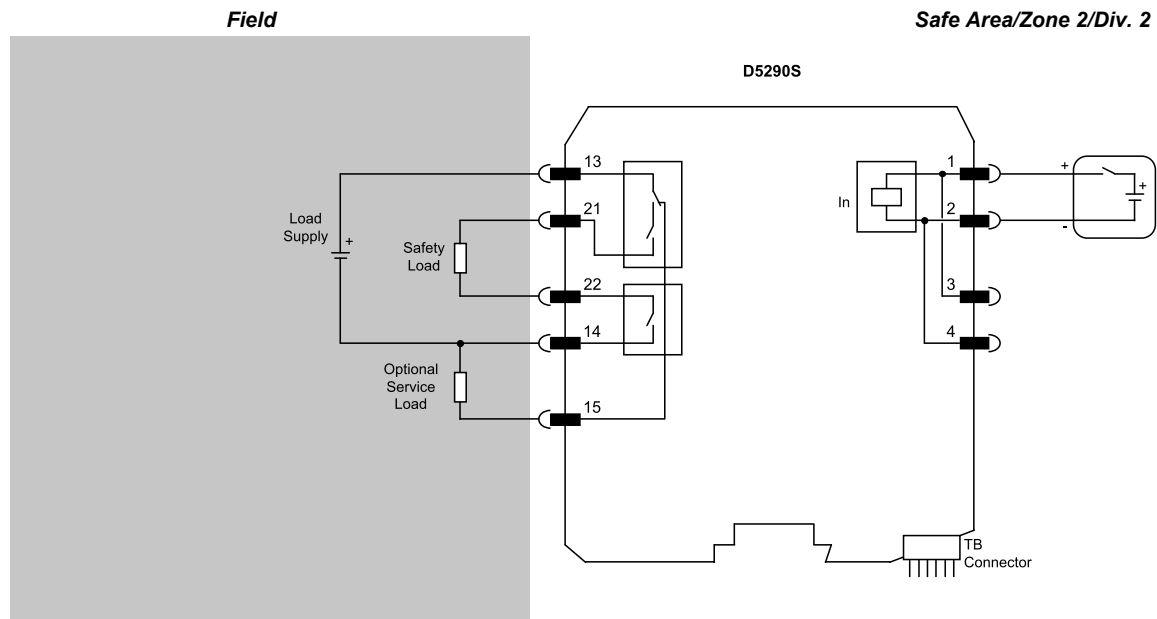 Field
Safe Area/Zone 2/Div. 2
D5290S
13
21
22
14
15
Load
Supply
+
Safety
Load
Optional
Service
Load
In
1
2
3
4
+
-
+
TB
Connector